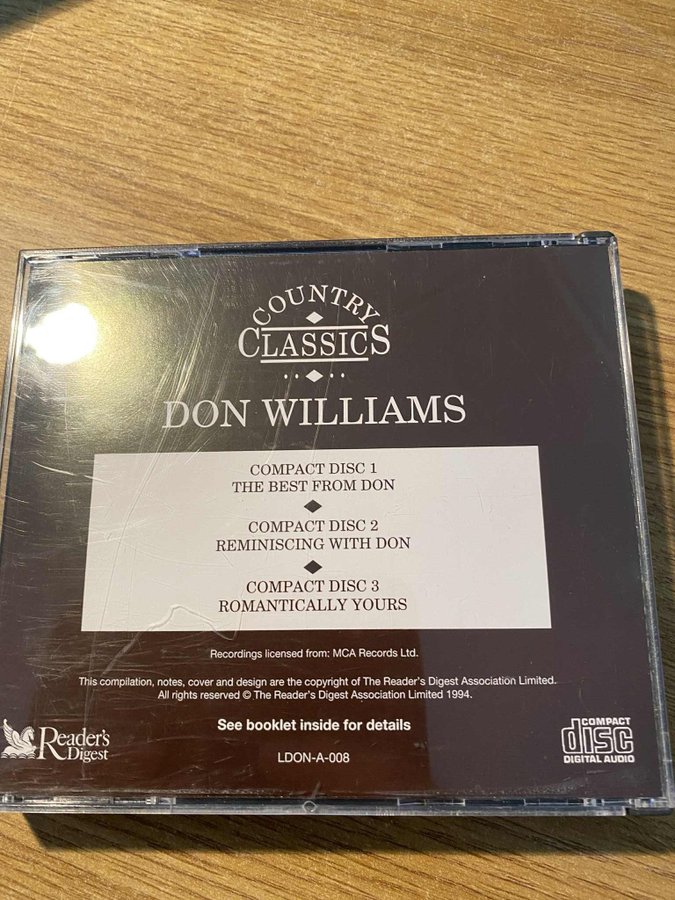 COUNTRY
CLASSICS
DON WILLIAMS
COMPACT DISC 1
THE BEST FROM DON
COMPACT DISC 2
REMINISCING WITH DON
COMPACT DISC 3
ROMANTICALLY YOURS
Recordings licensed from: MCA Records Ltd.
This compilation, notes, cover and design are the copyright of The Reader's Digest Association Limited.
All rights reserved © The Reader's Digest Association Limited 1994.
See booklet inside for details
Reader's
Digest
LDON-A-008
COMPACT
disc
DIGITAL AUDIO